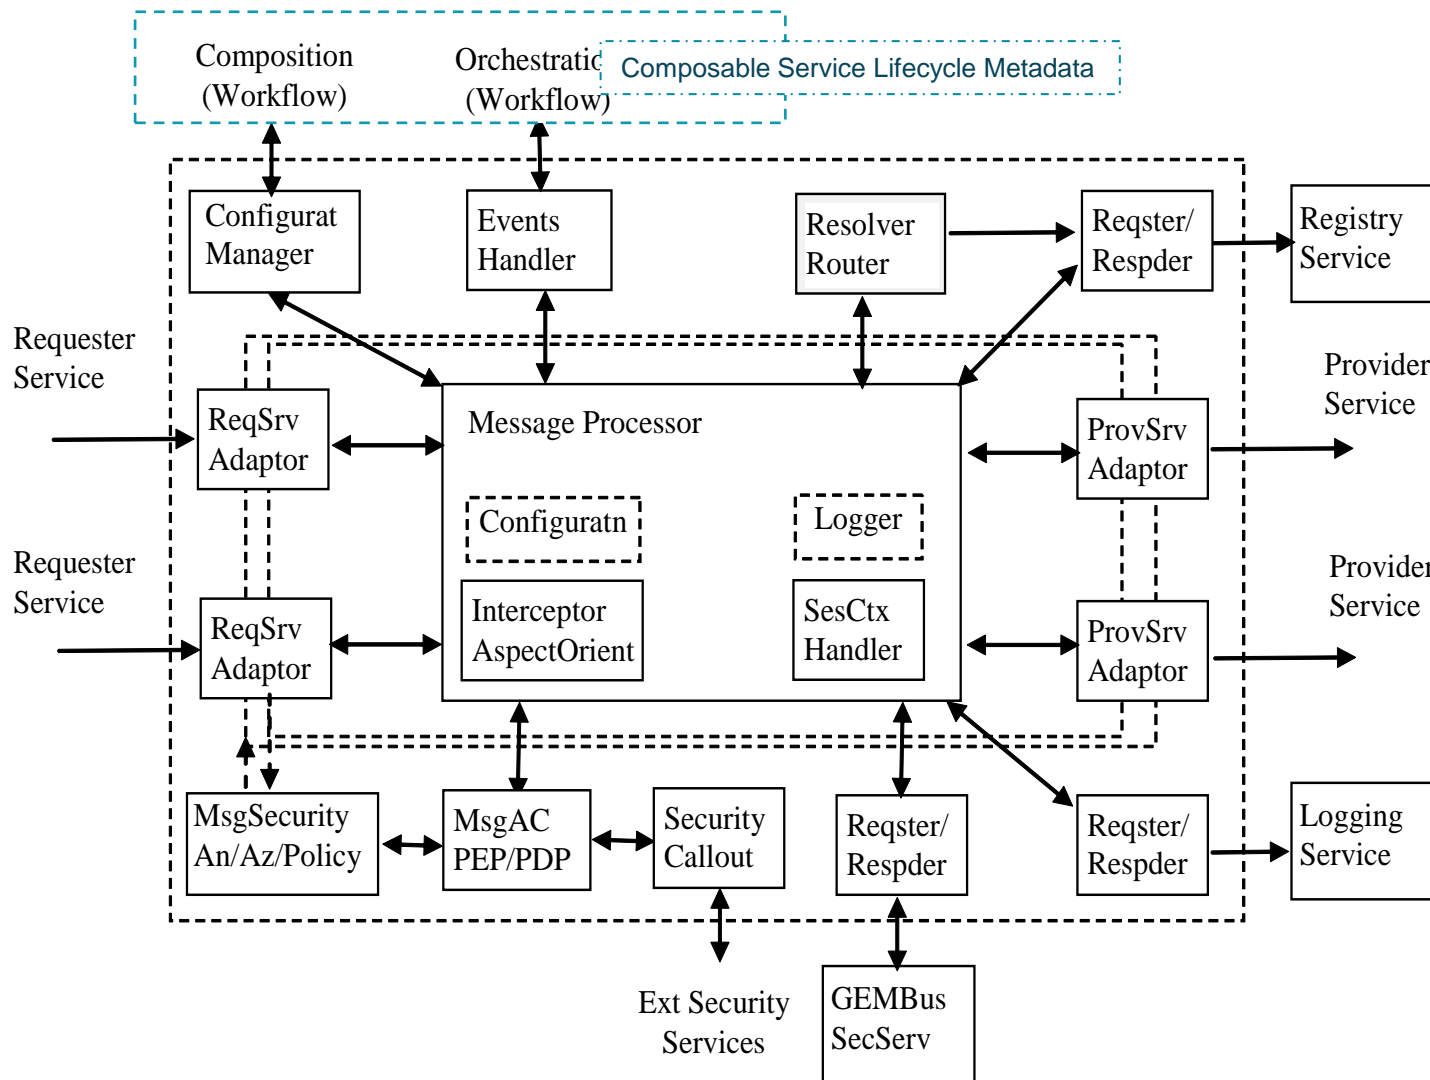 Composition
(Workflow)
Orchestratio
(Workflow)
Composable Service Lifecycle Metadata
Configurat
Manager
Events
Handler
Resolver
Router
Reqster/
Respder
Registry
Service
Requester
Service
Provider
Service
ReqSrv
Adaptor
Message Processor
ProvSrv
Adaptor
Configuratn
Logger
Requester
Service
Provider
Service
ReqSrv
Adaptor
Interceptor
AspectOrient
SesCtx
Handler
ProvSrv
Adaptor
MsgSecurity
An/Az/Policy
MsgAC
PEP/PDP
Security
Callout
Reqster/
Respder
Reqster/
Respder
Logging
Service
Ext Security
Services
GEMBus
SecServ